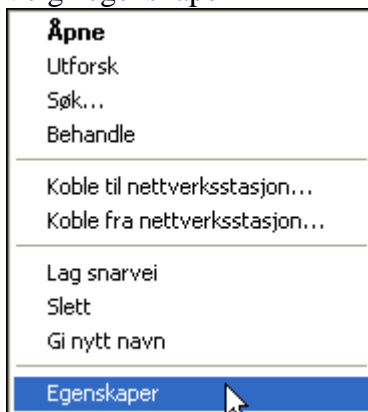 Åpne
Utforsk
Søk...
Behandle
Koble til nettverksstasjon...
Koble fra nettverksstasjon...
Lag snarvei
Slett
Gi nytt navn
Egenskaper